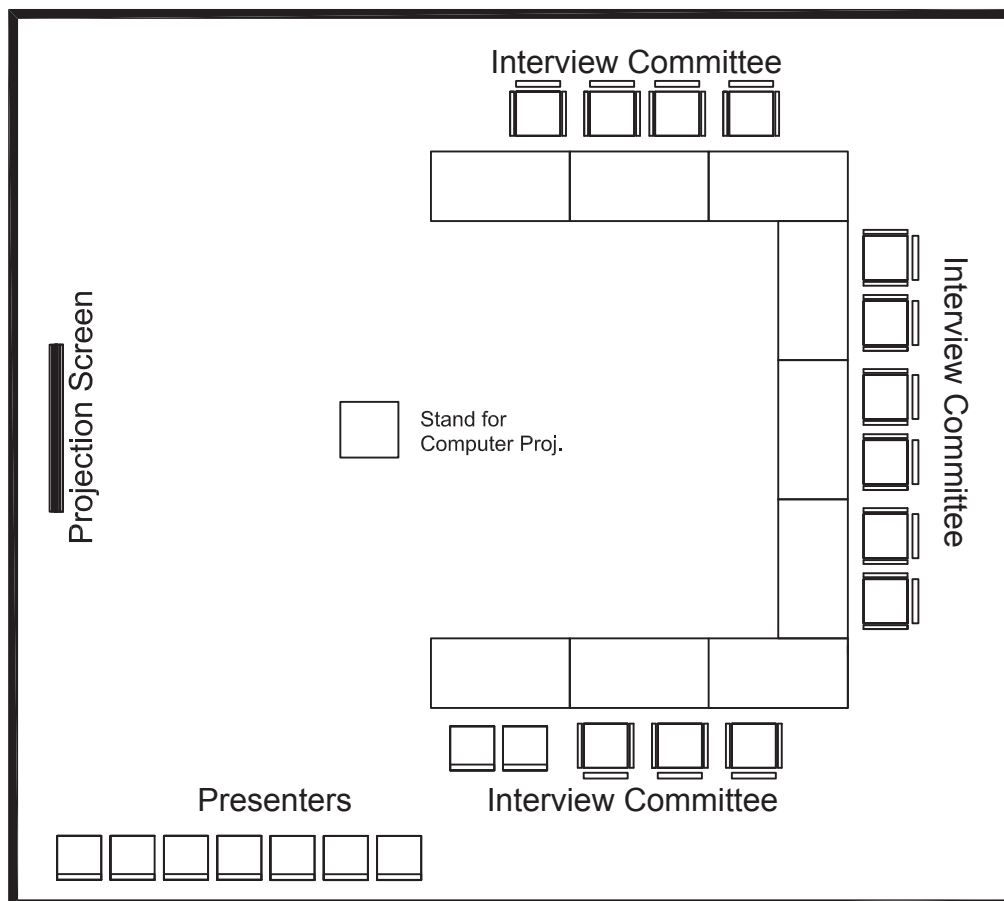 Interview Committee
Interview Committee
Projection Screen
Stand for
Computer Proj.
Presenters
Interview Committee